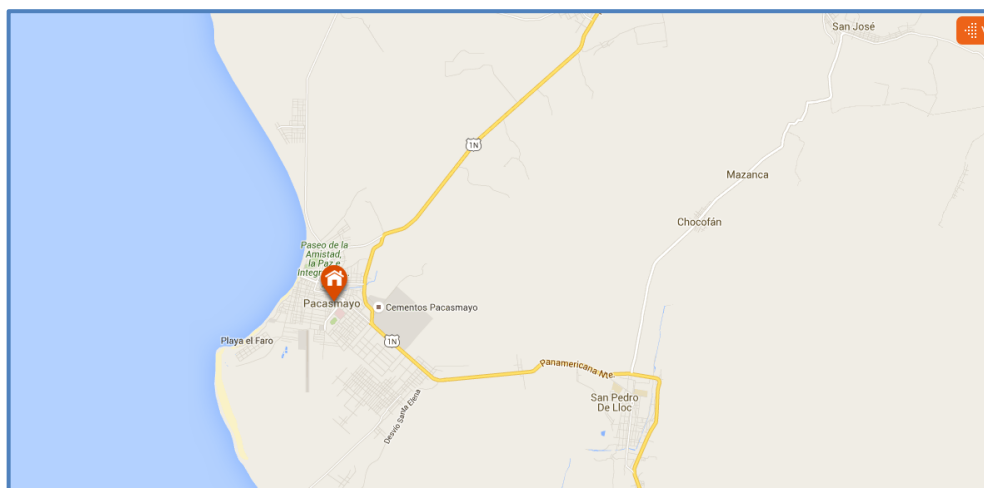 San José
1N
Mazanca
Chocofán
Paseo de la
Amistad,
la Paz e
Pacasmayo
Cementos Pacasmayo
Playa el Faro
1N
Panamericana Nte.
San Pedro
De Lloc
Desvío Santa Elena